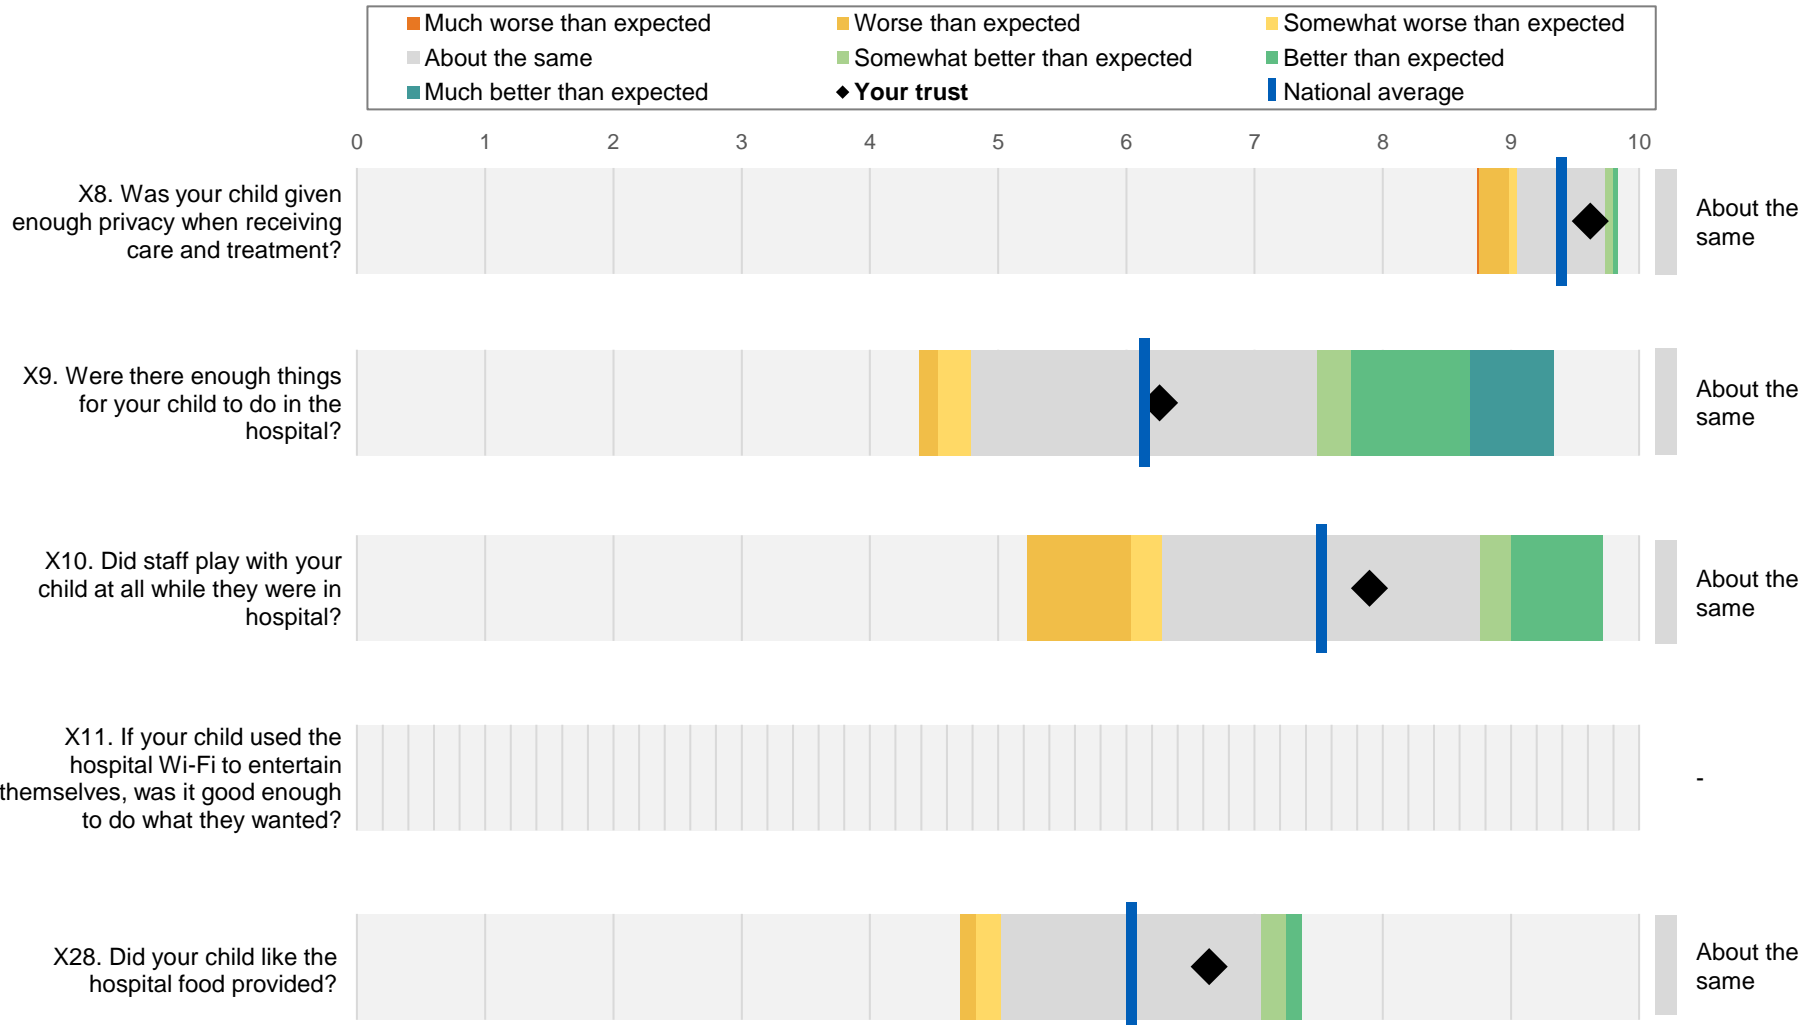 Much worse than expected
Worse than expected
Somewhat worse than expected
About the same
Somewhat better than expected
Better than expected
Much better than expected
Your trust
National average
0 1 2 3 4 5 6 7 8 9 10
X8. Was your child given
enough privacy when receiving
care and treatment?
About the
same
X9. Were there enough things
for your child to do in the
hospital?
About the
same
X10. Did staff play with your
child at all while they were in
hospital?
About the
same
X11. If your child used the
hospital Wi-Fi to entertain
themselves, was it good enough
to do what they wanted?
-
X28. Did your child like the
hospital food provided?
About the
same